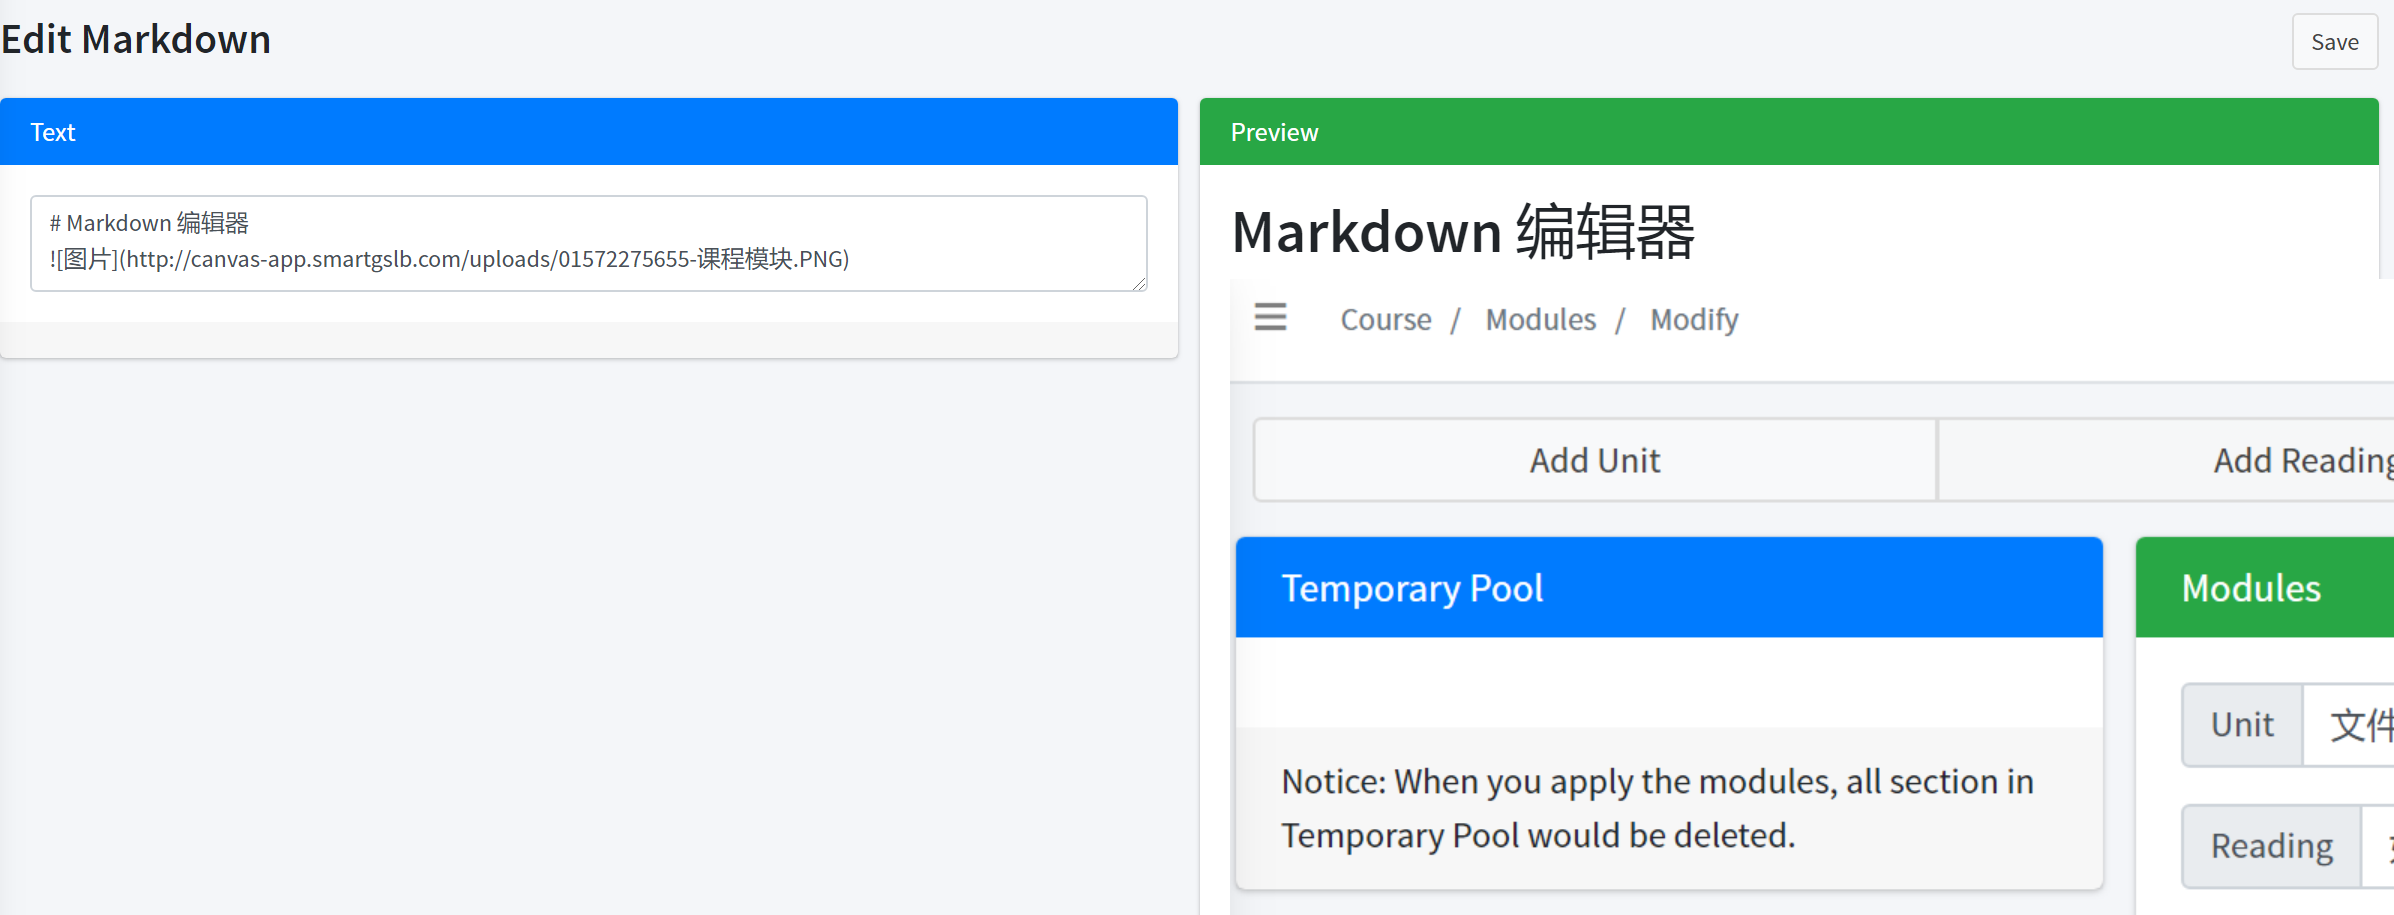 Edit Markdown
Save
Text
# Markdown 编辑器
![图片](http://canvas-app.smartgslb.com/uploads/01572275655-课程模块.PNG)
Preview
Markdown 编辑器
Course / Modules / Modify
Add Unit
Add Reading
Temporary Pool
Notice: When you apply the modules, all section in
Temporary Pool would be deleted.
Modules
Unit 文件
Reading